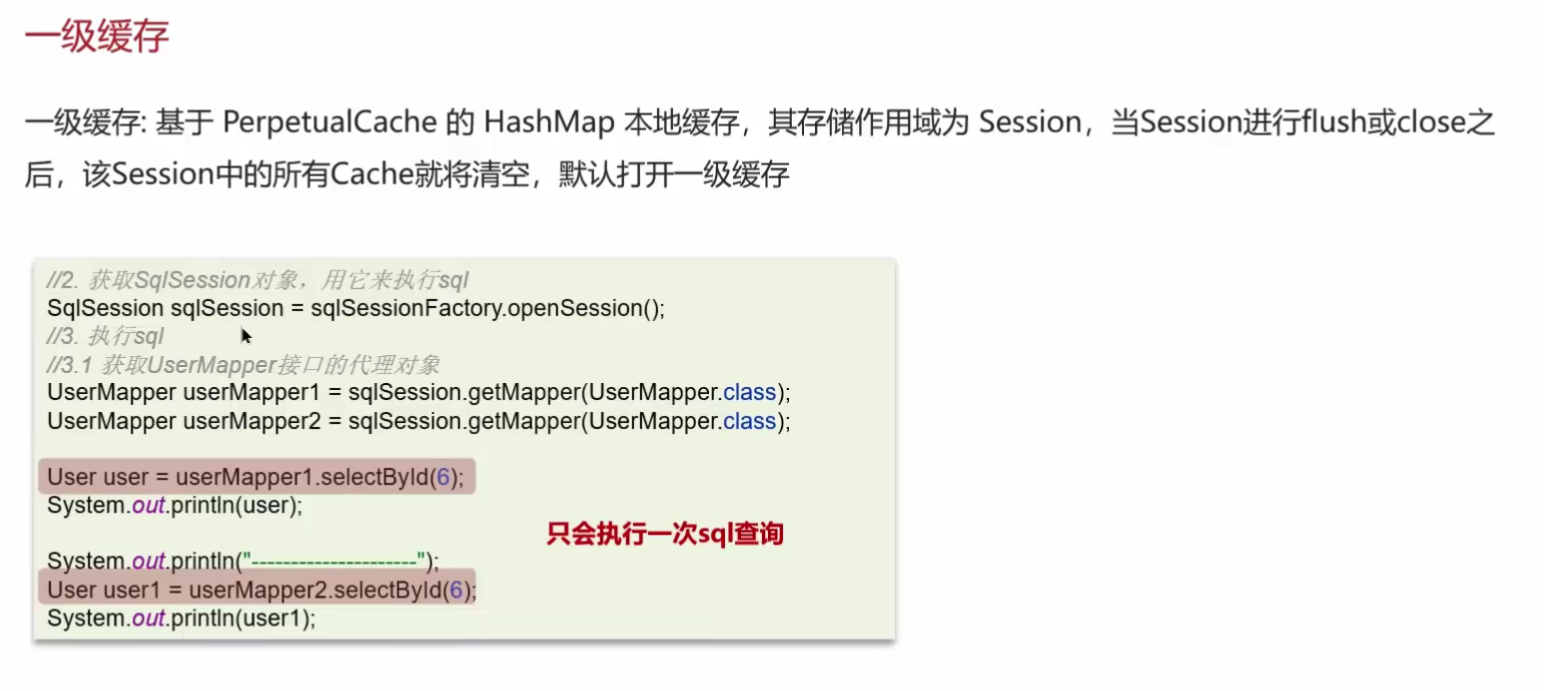 一级缓存
一级缓存: 基于 PerpetualCache 的 HashMap 本地缓存，其存储作用域为 Session，当Session进行flush或close之
后，该Session中的所有Cache就将清空，默认打开一级缓存
//2. 获取SqlSession对象，用它来执行sql
SqlSession sqlSession = sqlSessionFactory.openSession();
//3. 执行sql
//3.1 获取UserMapper接口的代理对象
UserMapper userMapper1 = sqlSession.getMapper(UserMapper.class);
UserMapper userMapper2 = sqlSession.getMapper(UserMapper.class);
User user = userMapper1.selectById(6);
System.out.println(user);
只会执行一次sql查询
System.out.println("---------------------");
User user1 = userMapper2.selectById(6);
System.out.println(user1);